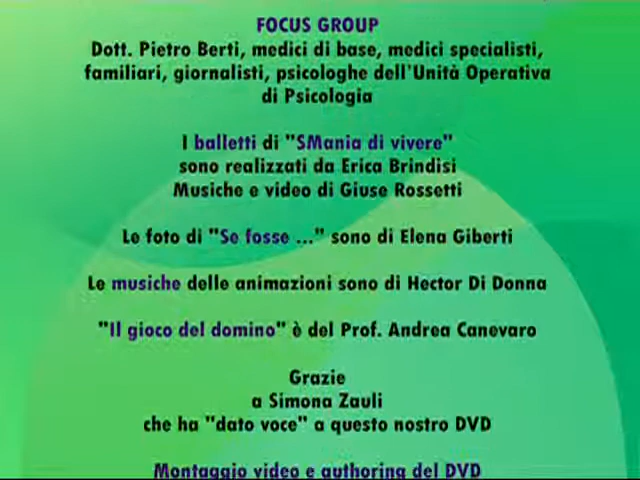 FOCUS GROUP
Dott. Pietro Berti, medici di base, medici specialisti,
familiari, giornalisti, psicologhe dell'Unità Operativa
di Psicologia
I balletti di "SMania di vivere"
sono realizzati da Erica Brindisi
Musiche e video di Giuse Rossetti
Le foto di "Se fosse ..." sono di Elena Giberti
Le musiche delle animazioni sono di Hector Di Donna
"Il gioco del domino" è del Prof. Andrea Canevaro
Grazie
a Simona Zauli
che ha "dato voce" a questo nostro DVD
Montaggio video e authoring del DVD